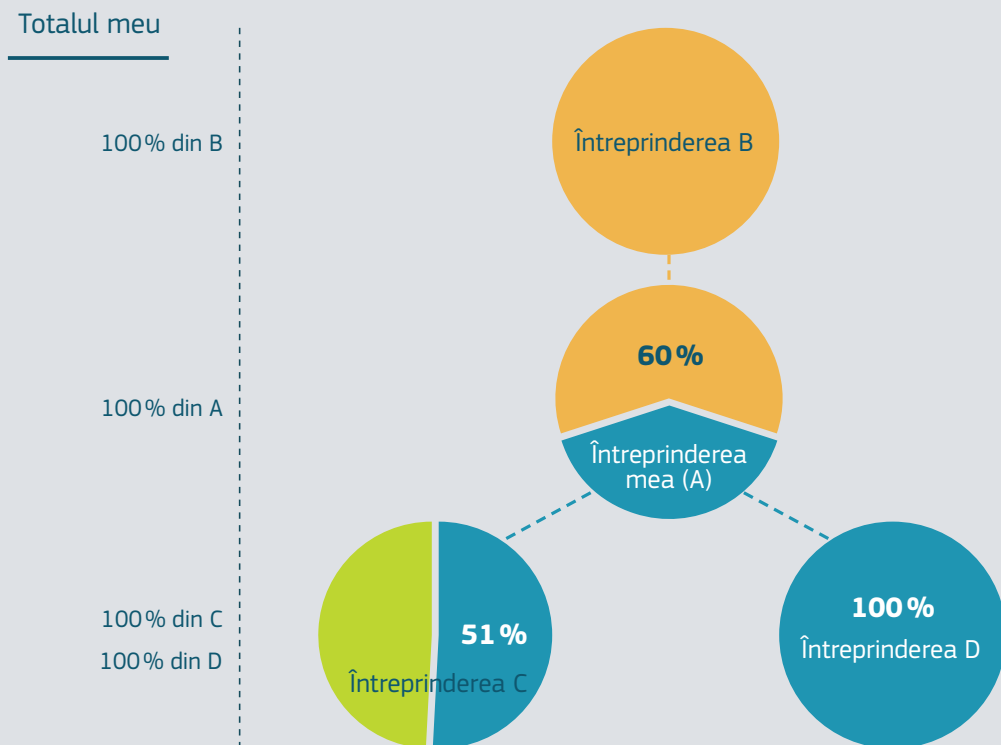 Totalul meu
100 % din B
Întreprinderea B
60 %
100 % din A
Întreprinderea
mea (A)
100 % din C
100 % din D
51 %
Întreprinderea C
100 %
Întreprinderea D